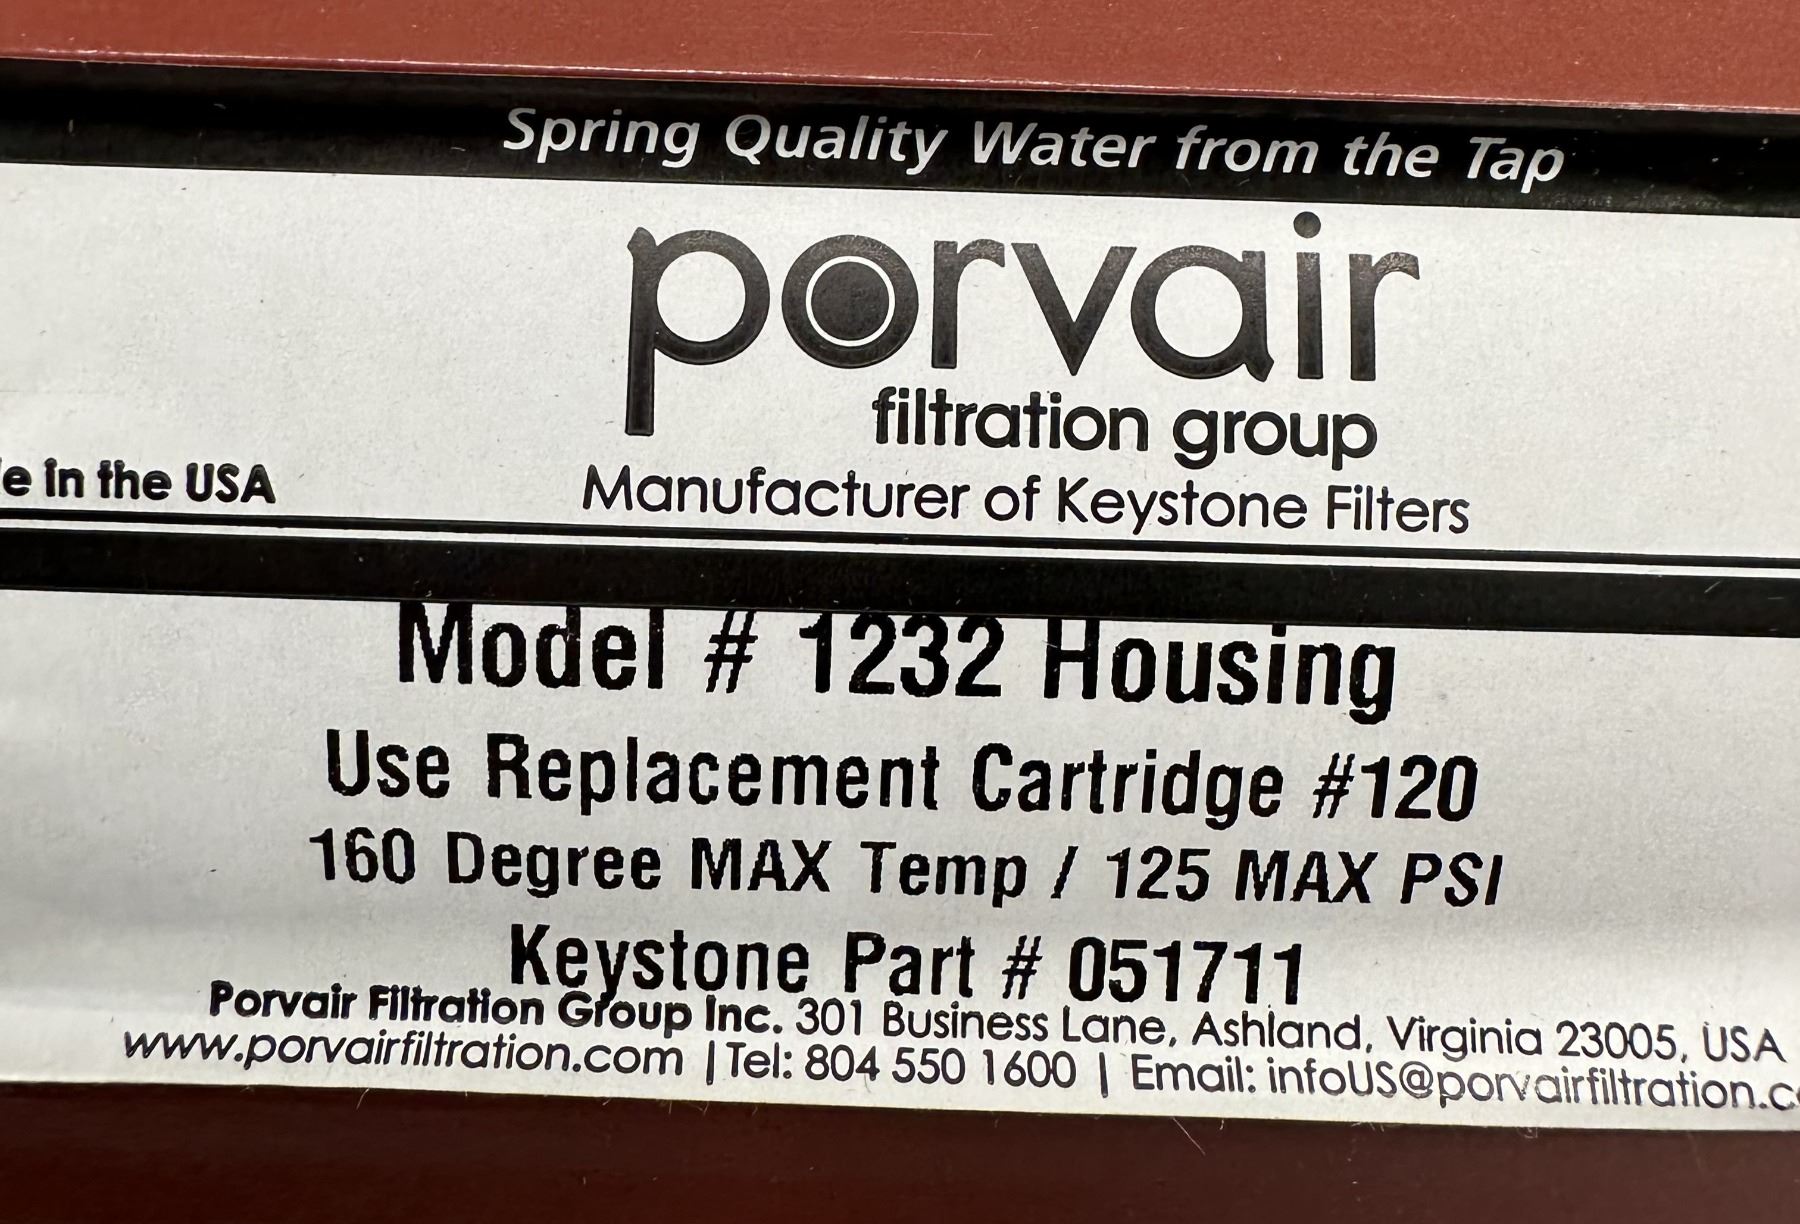 Spring Quality Water from the Tap
porvair
filtration group
in the USA
Manufacturer of Keystone Filters
Model # 1232 Housing
Use Replacement Cartridge #120
160 Degree MAX Temp / 125 MAX PSI
Keystone Part # 051711
Porvair Filtration Group Inc. 301 Business Lane, Ashland, Virginia 23005, USA
www.porvairfiltration.com | Tel: 804 550 1600 | Email: infoUS@porvairfiltration.c